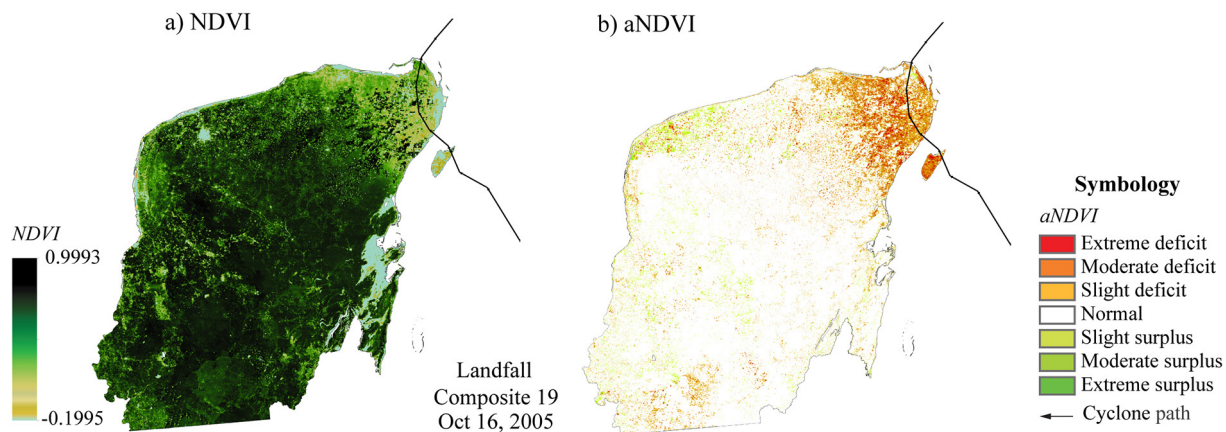 a) NDVI
b) aNDVI
NDVI
0.9993
-0.1995
Landfall
Composite 19
Oct 16, 2005
Symbology
aNDVI
Extreme deficit
Moderate deficit
Slight deficit
Normal
Slight surplus
Moderate surplus
Extreme surplus
Cyclone path